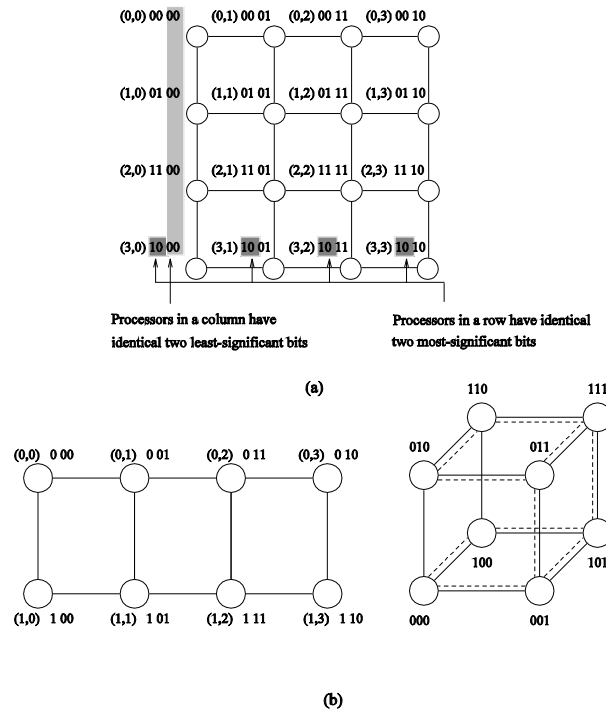 (0,0) 00 00 (0,1) 00 01 (0,2) 00 11 (0,3) 00 10
(1,0) 01 00 (1,1) 01 01 (1,2) 01 11 (1,3) 01 10
(2,0) 11 00 (2,1) 11 01 (2,2) 11 11 (2,3) 11 10
(3,0) 10 00 (3,1) 10 01 (3,2) 10 11 (3,3) 10 10
Processors in a column have
identical two least-significant bits
Processors in a row have identical
two most-significant bits
(a)
(0,0) 0 00 (0,1) 0 01 (0,2) 0 11 (0,3) 0 10
(1,0) 1 00 (1,1) 1 01 (1,2) 1 11 (1,3) 1 10
110 111
010 011
100 101
000 001
(b)